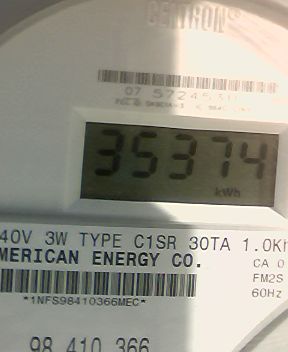 CENTRON®
07 57245
35374
kWh
40V 3W TYPE C1SR 30TA 1.0Kh
MERICAN ENERGY CO.
CA 0
FM2S
60Hz
*1NFS98410366MEC*
98 410 366